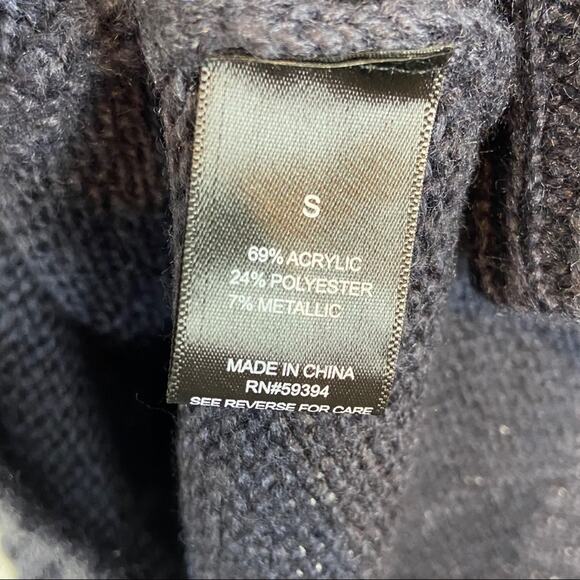 S
69% ACRYLIC
24% POLYESTER
7% METALLIC
MADE IN CHINA
RN#59394
SEE REVERSE FOR CARE